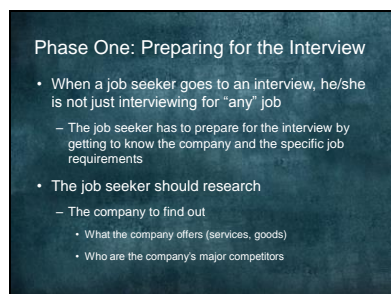 Phase One: Preparing for the Interview
• When a job seeker goes to an interview, he/she
is not just interviewing for “any” job
– The job seeker has to prepare for the interview by
getting to know the company and the specific job
requirements
• The job seeker should research
– The company to find out
• What the company offers (services, goods)
• Who are the company’s major competitors